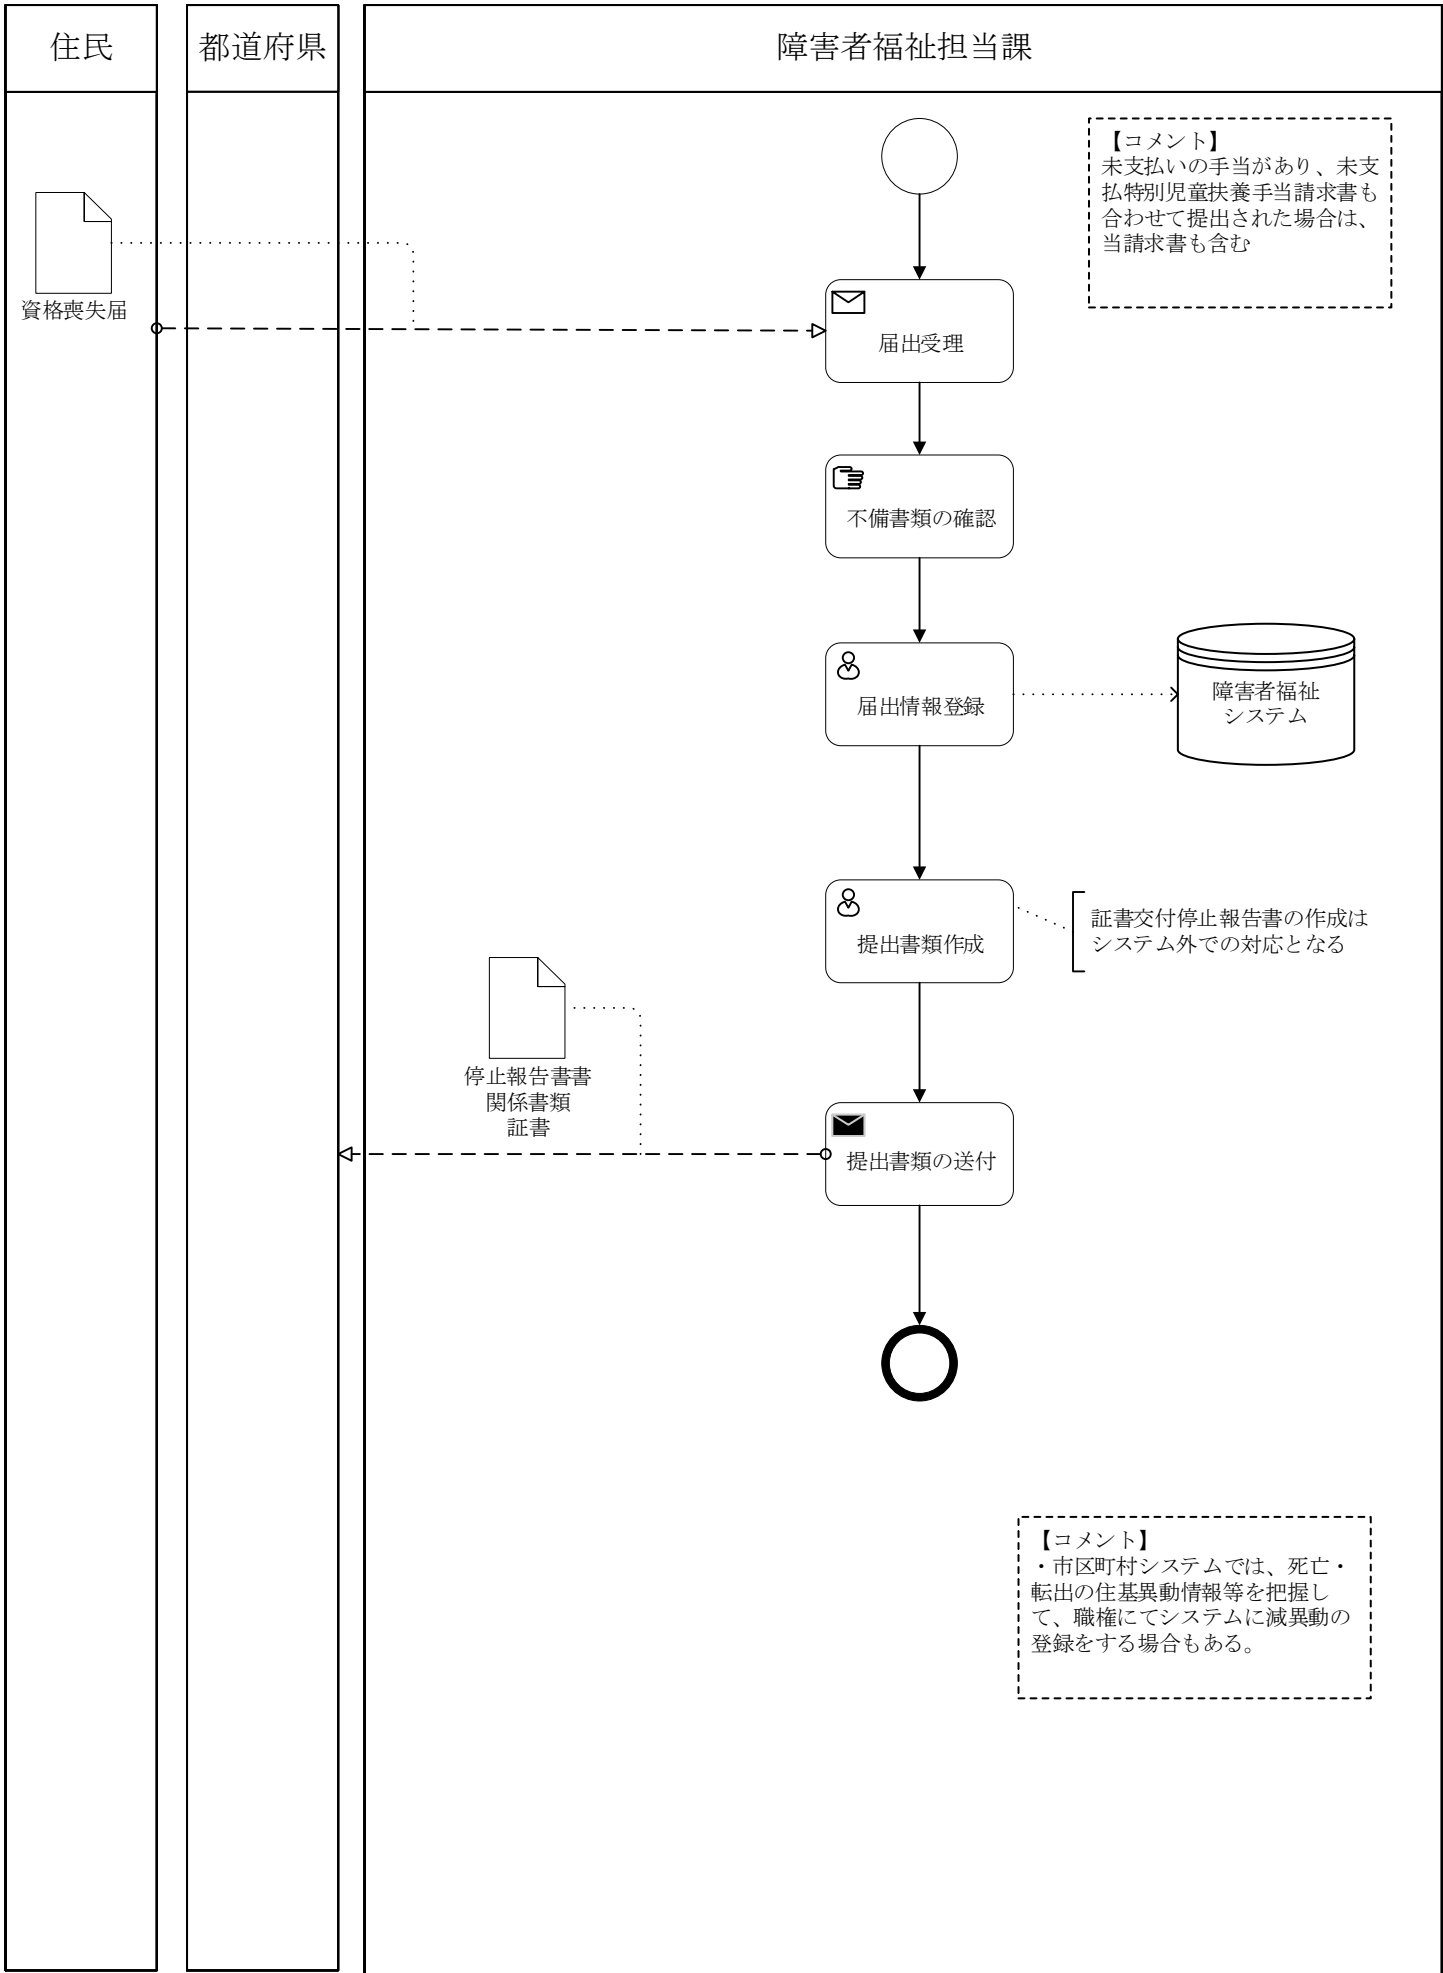 住民
都道府県
障害者福祉担当課
【コメント】
未支払いの手当があり、未支
払特別児童扶養手当請求書も
合わせて提出された場合は、
当請求書も含む
資格喪失届
届出受理
不備書類の確認
届出情報登録
障害者福祉
システム
提出書類作成
証書交付停止報告書の作成は
システム外での対応となる
停止報告書書
関係書類
証書
提出書類の送付
【コメント】
・市区町村システムでは、死亡・
転出の住基異動情報等を把握し
て、職権にてシステムに減異動の
登録をする場合もある。